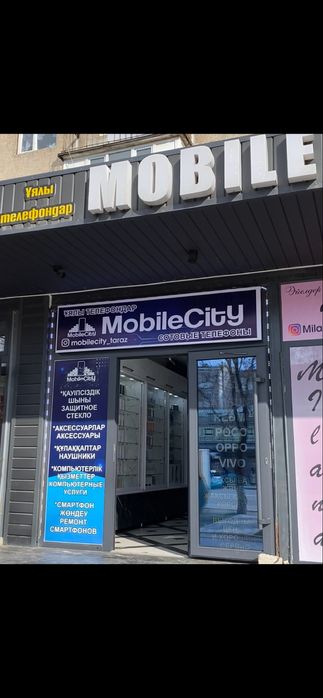 Ұялы
телефондар
MOBILE
ҰЯЛЫ ТЕЛЕФОНДАР
MobileCity
mobilecity_taraz
СОТОВЫЕ ТЕЛЕФОНЫ
MobileCity
*ҚАУІПСІЗДІК
ШЫНЫ
ЗАЩИТНОЕ
СТЕКЛО
*АКСЕССУАРЛАР
АКСЕССУАРЫ
*ҚҰЛАҚҚАПТАР
НАУШНИКИ
*КОМПЬЮТЕРЛІК
ҚЫЗМЕТТЕР
КОМПЬЮТЕРНЫЕ
УСЛУГИ
*СМАРТФОН
ЖӨНДЕУ
РЕМОНТ
СМАРТФОНОВ
POCO
OPPO
VIVO
Әйелдер
Mila
M
i
l
a
n
a